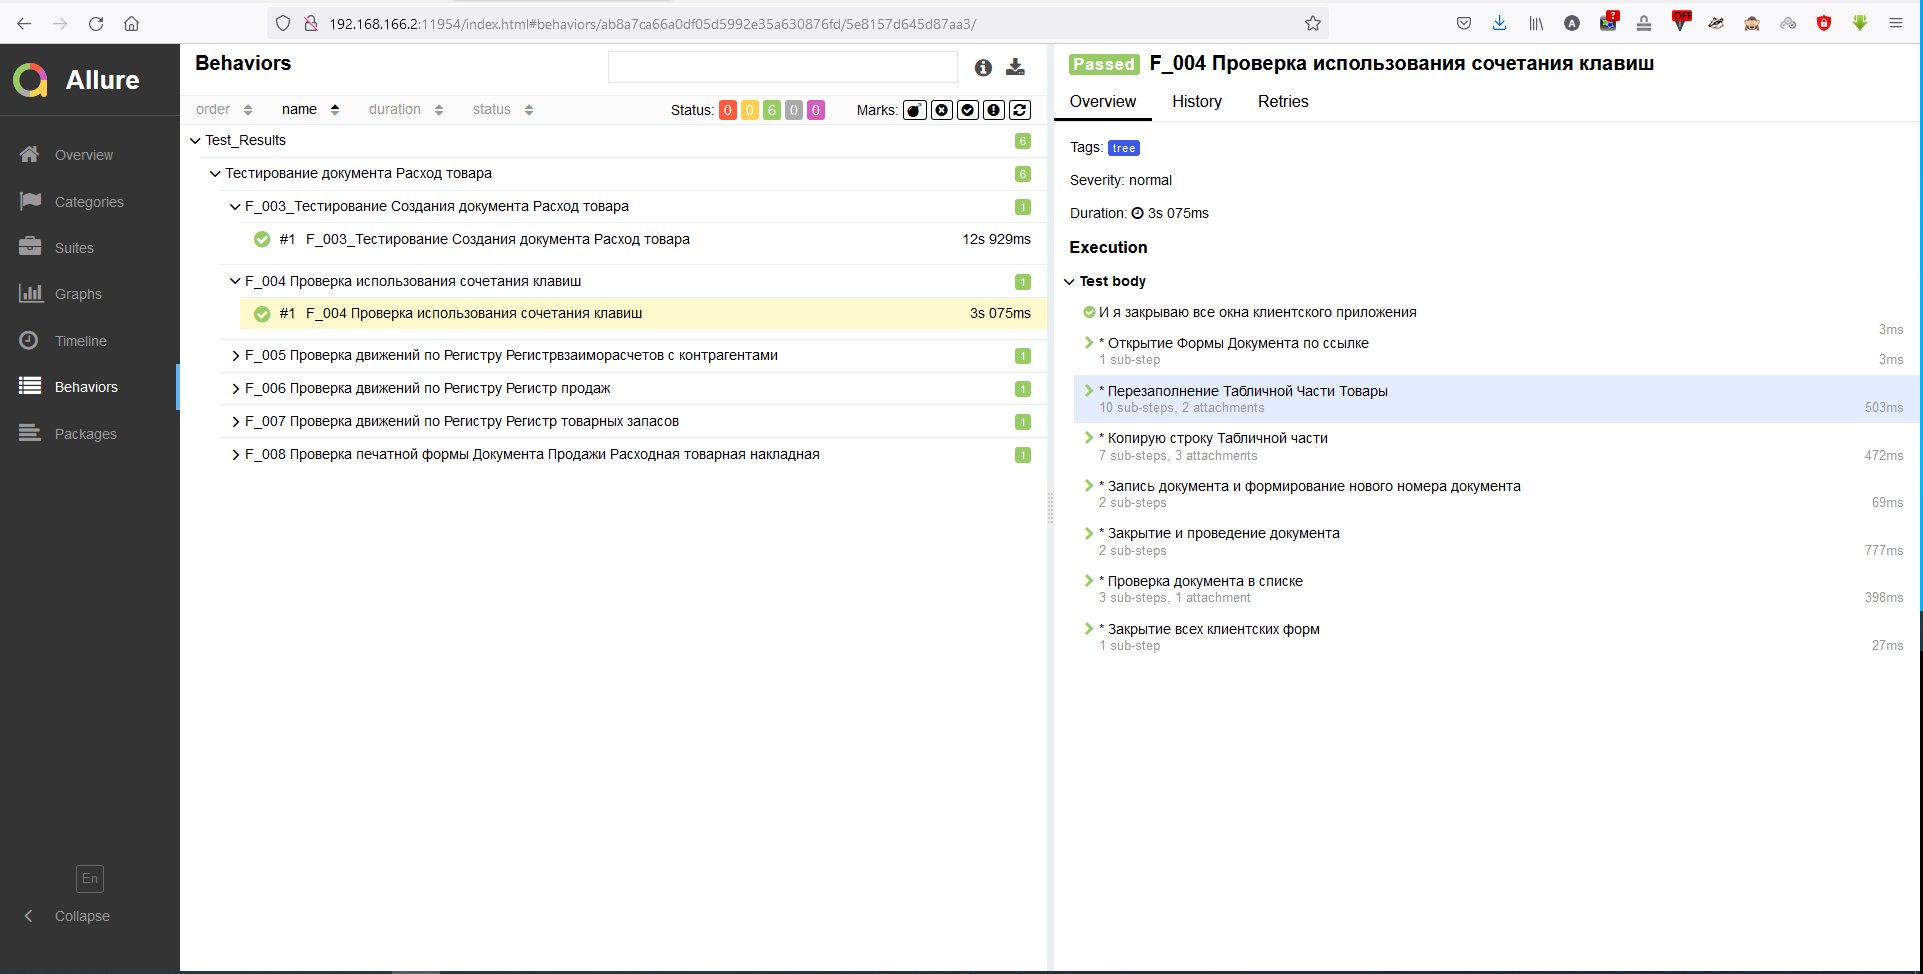 192.168.166.2:11954/index.html#behaviors/ab8a7ca66a0df05d5992e35a630876fd/5e8157d645d87aa3/
A
?
OFF
Allure
Overview
Categories
Suites
Graphs
Timeline
Behaviors
Packages
En
Collapse
Behaviors
order name duration status Status: 0 0 6 0 0 Marks:
Test_Results 6
Тестирование документа Расход товара 6
F_003_Тестирование Создания документа Расход товара 1
#1 F_003_Тестирование Создания документа Расход товара 12s 929ms
F_004 Проверка использования сочетания клавиш 1
#1 F_004 Проверка использования сочетания клавиш 3s 075ms
F_005 Проверка движений по Регистру Регистрвзаиморасчетов с контрагентами 1
F_006 Проверка движений по Регистру Регистр продаж 1
F_007 Проверка движений по Регистру Регистр товарных запасов 1
F_008 Проверка печатной формы Документа Продажи Расходная товарная накладная 1
Passed F_004 Проверка использования сочетания клавиш
Overview History Retries
Tags: tree
Severity: normal
Duration: 3s 075ms
Execution
Test body
И я закрываю все окна клиентского приложения
3ms
* Открытие Формы Документа по ссылке
1 sub-step 3ms
* Перезаполнение Табличной Части Товары
10 sub-steps, 2 attachments 503ms
* Копирую строку Табличной части
7 sub-steps, 3 attachments 472ms
* Запись документа и формирование нового номера документа
2 sub-steps 69ms
* Закрытие и проведение документа
2 sub-steps 777ms
* Проверка документа в списке
3 sub-steps, 1 attachment 398ms
* Закрытие всех клиентских форм
1 sub-step 27ms